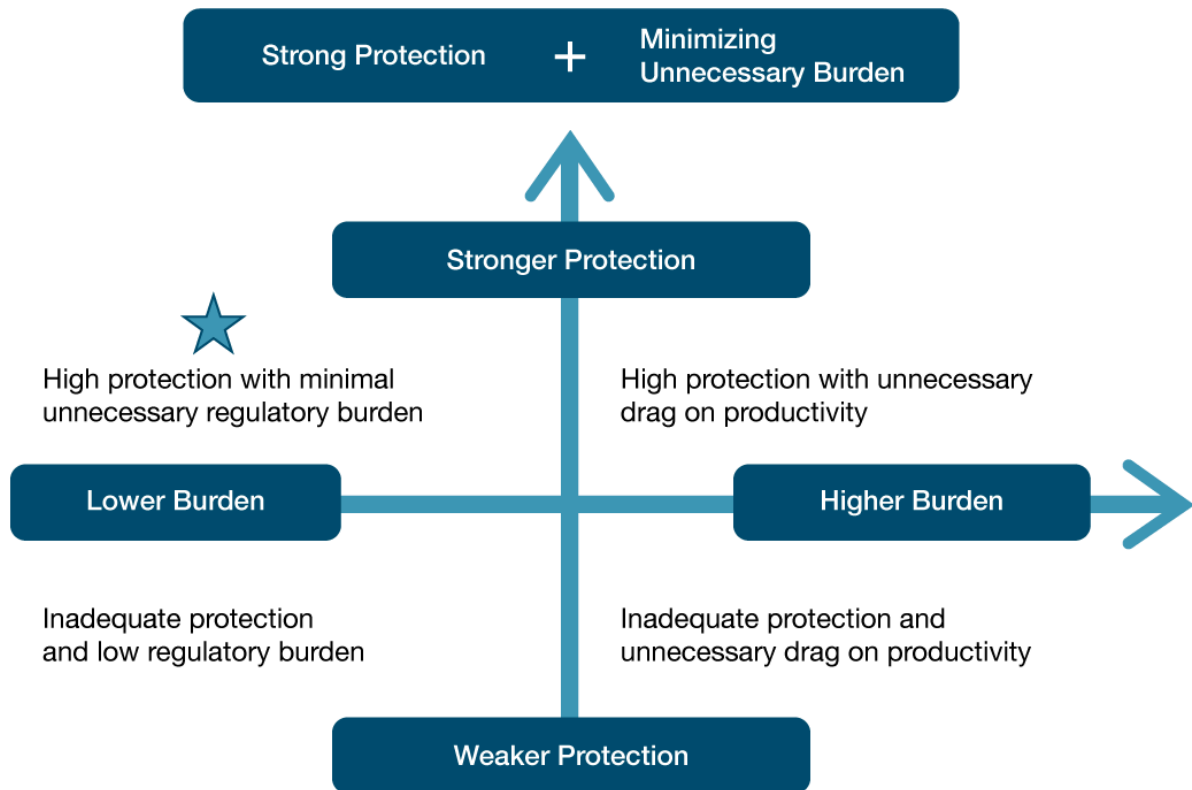 Strong Protection + Minimizing
Unnecessary Burden
Stronger Protection
High protection with minimal
unnecessary regulatory burden
High protection with unnecessary
drag on productivity
Lower Burden
Higher Burden
Inadequate protection
and low regulatory burden
Inadequate protection and
unnecessary drag on productivity
Weaker Protection